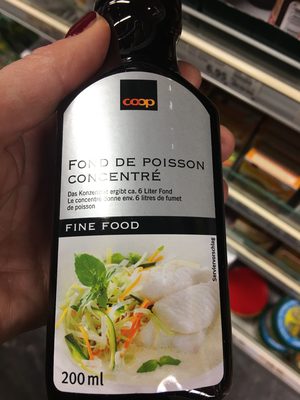 coop
FOND DE POISSON
CONCENTRÉ
Das Konzentrat ergibt ca. 6 Liter Fond
Le concentré donne env. 6 litres de fumet
de poisson
FINE FOOD
Serviervorschlag
200 ml